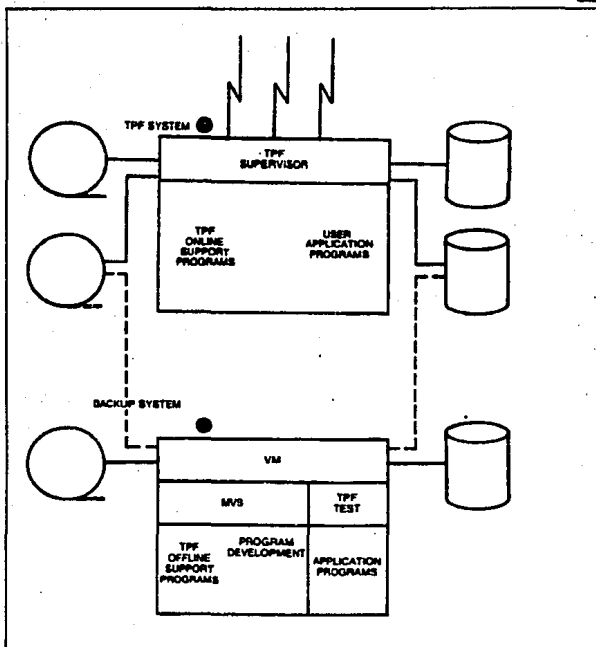 TPF SYSTEM
TPF
SUPERVISOR
TPF
ONLINE
SUPPORT
PROGRAMS
USER
APPLICATION
PROGRAMS
BACKUP SYSTEM
VM
MVS
TPF
TEST
TPF
OFFLINE
SUPPORT
PROGRAMS
PROGRAM
DEVELOPMENT
APPLICATION
PROGRAMS